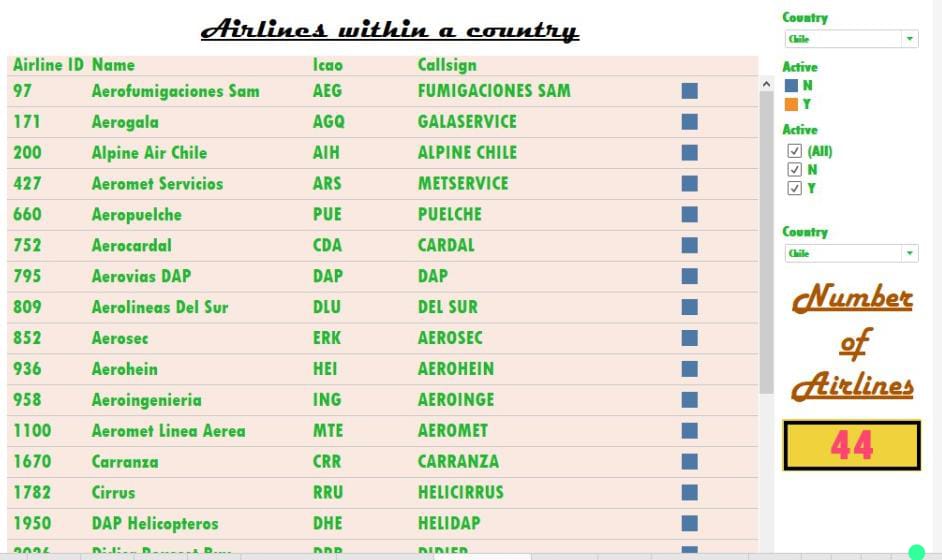 Airlines within a country
Airline ID Name Icao Callsign
97 Aerofumigaciones Sam AEG FUMIGACIONES SAM
171 Aerogala AGQ GALASERVICE
200 Alpine Air Chile AIH ALPINE CHILE
427 Aeromet Servicios ARS METSERVICE
660 Aeropuelche PUE PUELCHE
752 Aerocardal CDA CARDAL
795 Aerovias DAP DAP DAP
809 Aerolineas Del Sur DLU DEL SUR
852 Aerosec ERK AEROSEC
936 Aerohein HEI AEROHEIN
958 Aeroingenieria ING AEROINGE
1100 Aeromet Linea Aerea MTE AEROMET
1670 Carranza CRR CARRANZA
1782 Cirrus RRU HELICIRRUS
1950 DAP Helicopteros DHE HELIDAP
Country
Chile
Active
N
Y
Active
(All)
N
Y
Country
Chile
Number
of
Airlines
44